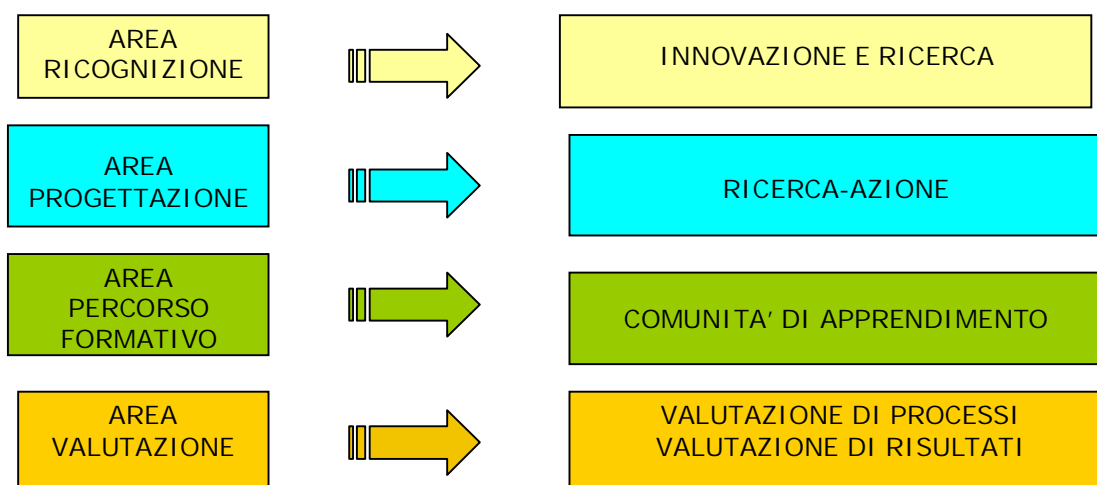 AREA
RICOGNIZIONE
INNOVAZIONE E RICERCA
AREA
PROGETTAZIONE
RICERCA-AZIONE
AREA
PERCORSO
FORMATIVO
COMUNITA’ DI APPRENDIMENTO
AREA
VALUTAZIONE
VALUTAZIONE DI PROCESSI
VALUTAZIONE DI RISULTATI